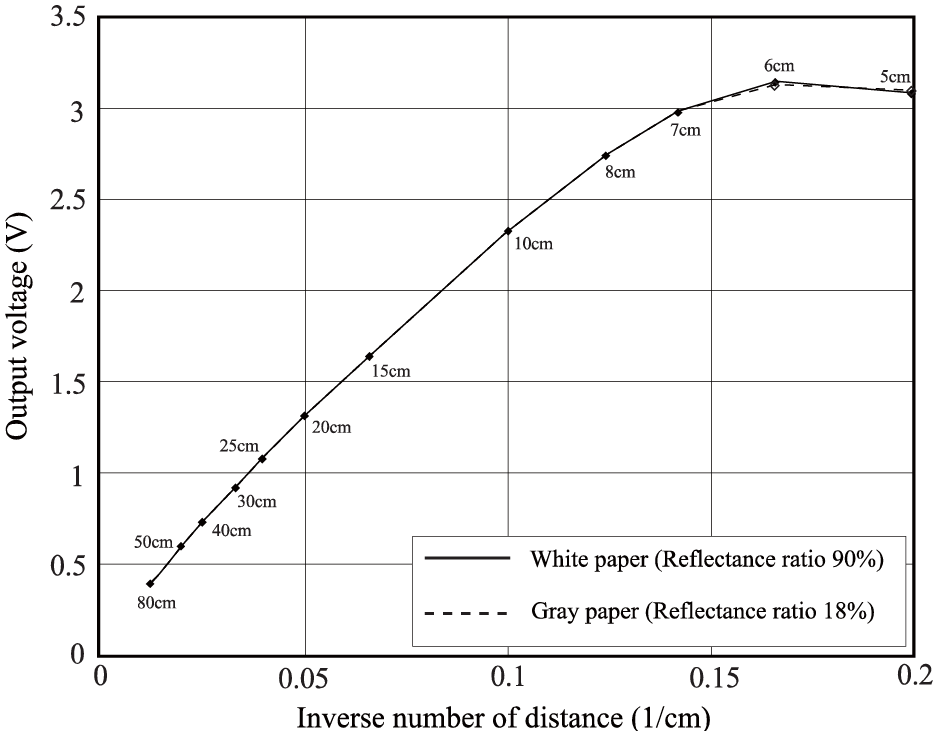 3.5
3
2.5
2
1.5
1
0.5
0
Output voltage (V)
6cm
5cm
7cm
8cm
10cm
15cm
20cm
25cm
30cm
40cm
50cm
80cm
White paper (Reflectance ratio 90%)
Gray paper (Reflectance ratio 18%)
0
0.05
0.1
0.15
0.2
Inverse number of distance (1/cm)